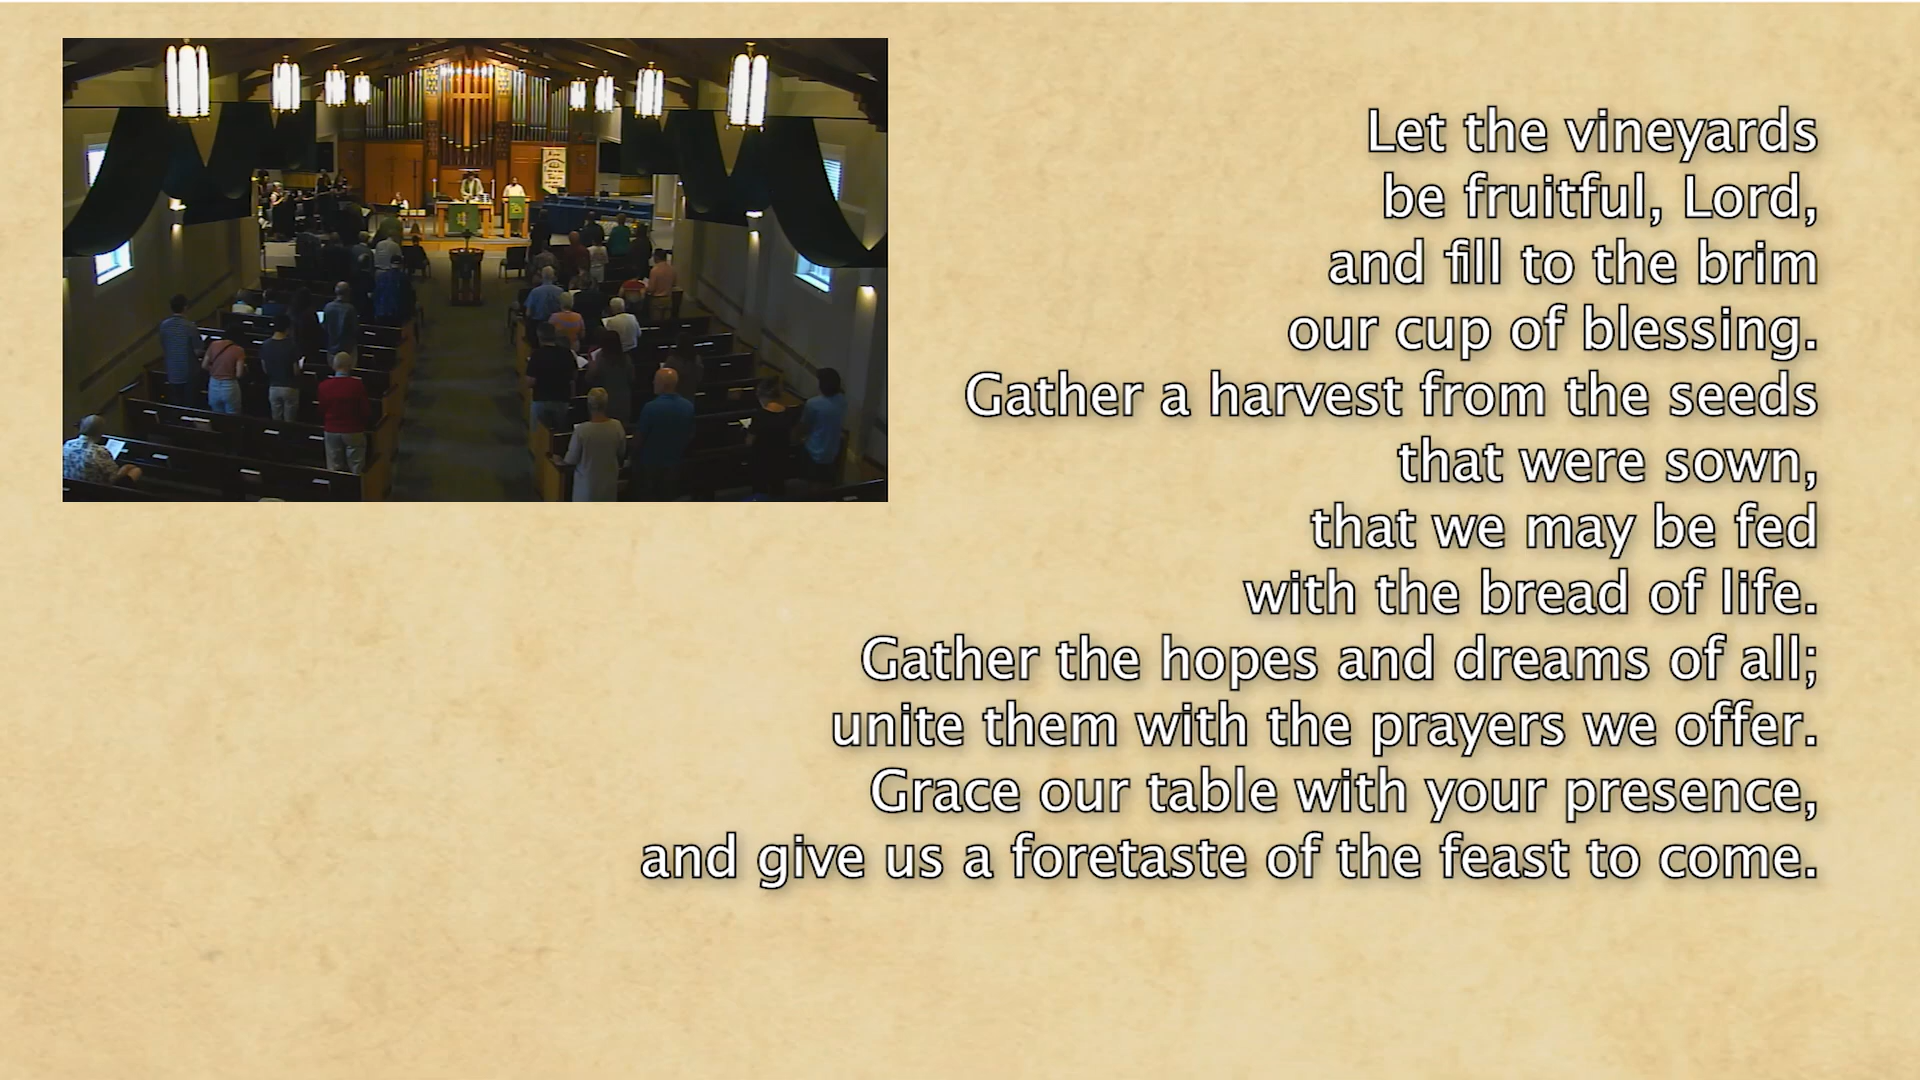 Let the vineyards
be fruitful, Lord,
and fill to the brim
our cup of blessing.
Gather a harvest from the seeds
that were sown,
that we may be fed
with the bread of life.
Gather the hopes and dreams of all;
unite them with the prayers we offer.
Grace our table with your presence,
and give us a foretaste of the feast to come.